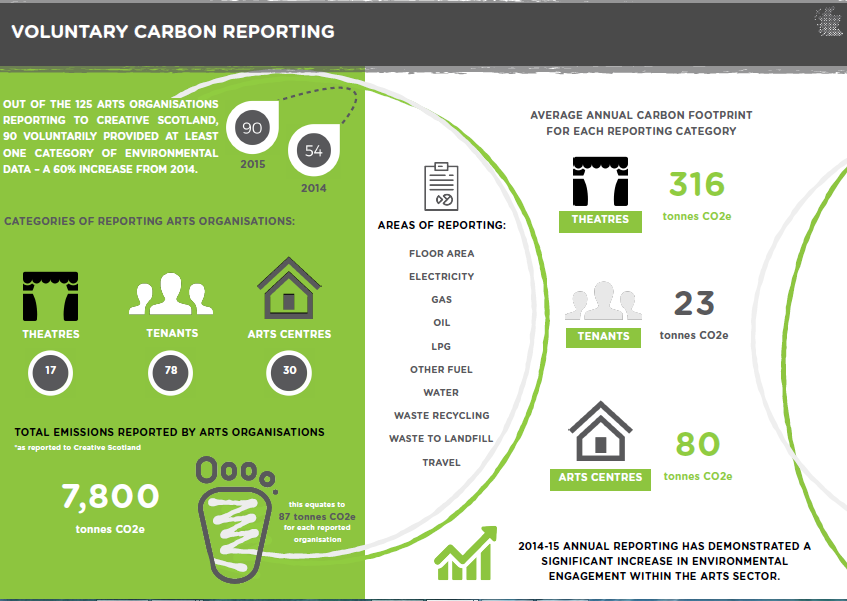 VOLUNTARY CARBON REPORTING
OUT OF THE 125 ARTS ORGANISATIONS
REPORTING TO CREATIVE SCOTLAND,
90 VOLUNTARILY PROVIDED AT LEAST
ONE CATEGORY OF ENVIRONMENTAL
DATA – A 60% INCREASE FROM 2014.
90
2015
54
2014
CATEGORIES OF REPORTING ARTS ORGANISATIONS:
THEATRES
TENANTS
ARTS CENTRES
17
78
30
TOTAL EMISSIONS REPORTED BY ARTS ORGANISATIONS
*as reported to Creative Scotland
7,800
tonnes CO2e
this equates to
87 tonnes CO2e
for each reported
organisation
AREAS OF REPORTING:
FLOOR AREA
ELECTRICITY
GAS
OIL
LPG
OTHER FUEL
WATER
WASTE RECYCLING
WASTE TO LANDFILL
TRAVEL
AVERAGE ANNUAL CARBON FOOTPRINT
FOR EACH REPORTING CATEGORY
THEATRES
316
tonnes CO2e
TENANTS
23
tonnes CO2e
ARTS CENTRES
80
tonnes CO2e
2014-15 ANNUAL REPORTING HAS DEMONSTRATED A
SIGNIFICANT INCREASE IN ENVIRONMENTAL
ENGAGEMENT WITHIN THE ARTS SECTOR.